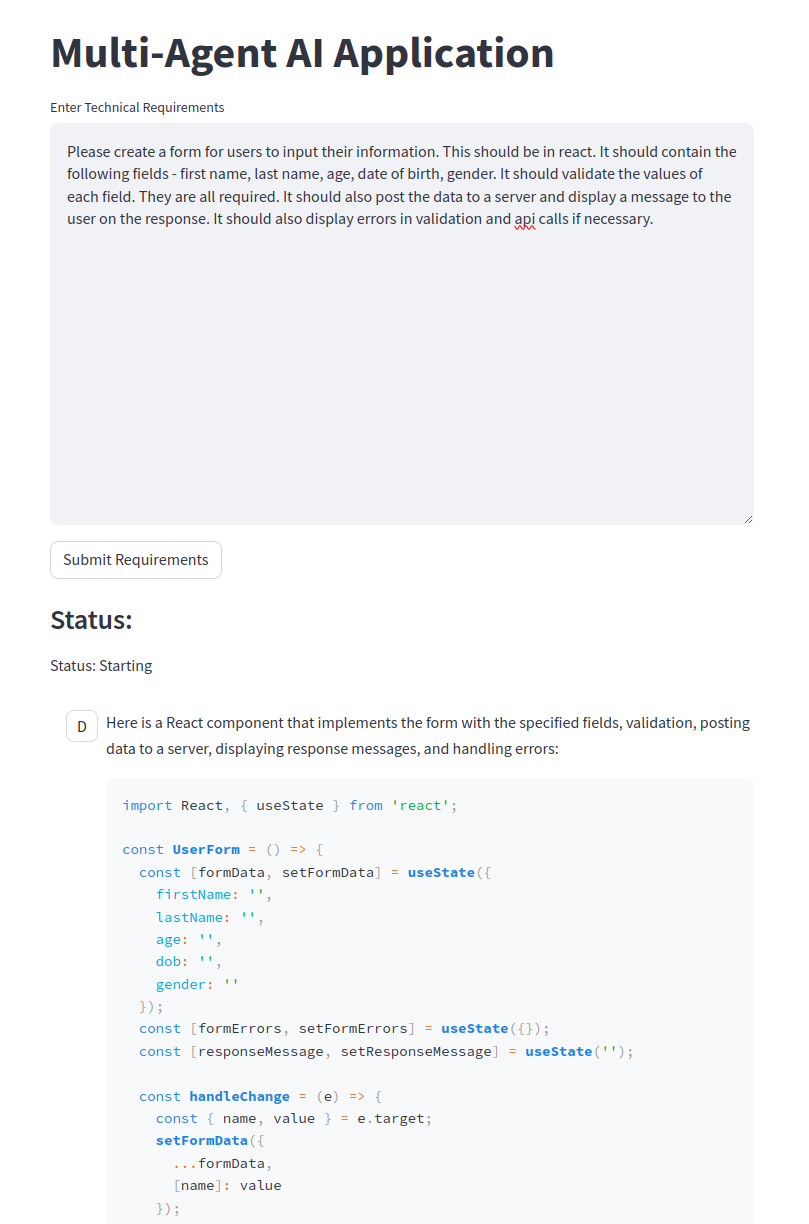 Multi-Agent AI Application
Enter Technical Requirements
Please create a form for users to input their information. This should be in react. It should contain the
following fields - first name, last name, age, date of birth, gender. It should validate the values of
each field. They are all required. It should also post the data to a server and display a message to the
user on the response. It should also display errors in validation and api calls if necessary.
Submit Requirements
Status:
Status: Starting
D
Here is a React component that implements the form with the specified fields, validation, posting
data to a server, displaying response messages, and handling errors:
import React, { useState } from 'react';
const UserForm = () => {
  const [formData, setFormData] = useState({
    firstName: '',
    lastName: '',
    age: '',
    dob: '',
    gender: ''
  });
  const [formErrors, setFormErrors] = useState({});
  const [responseMessage, setResponseMessage] = useState('');
  const handleChange = (e) => {
    const { name, value } = e.target;
    setFormData({
      ...formData,
      [name]: value
    });